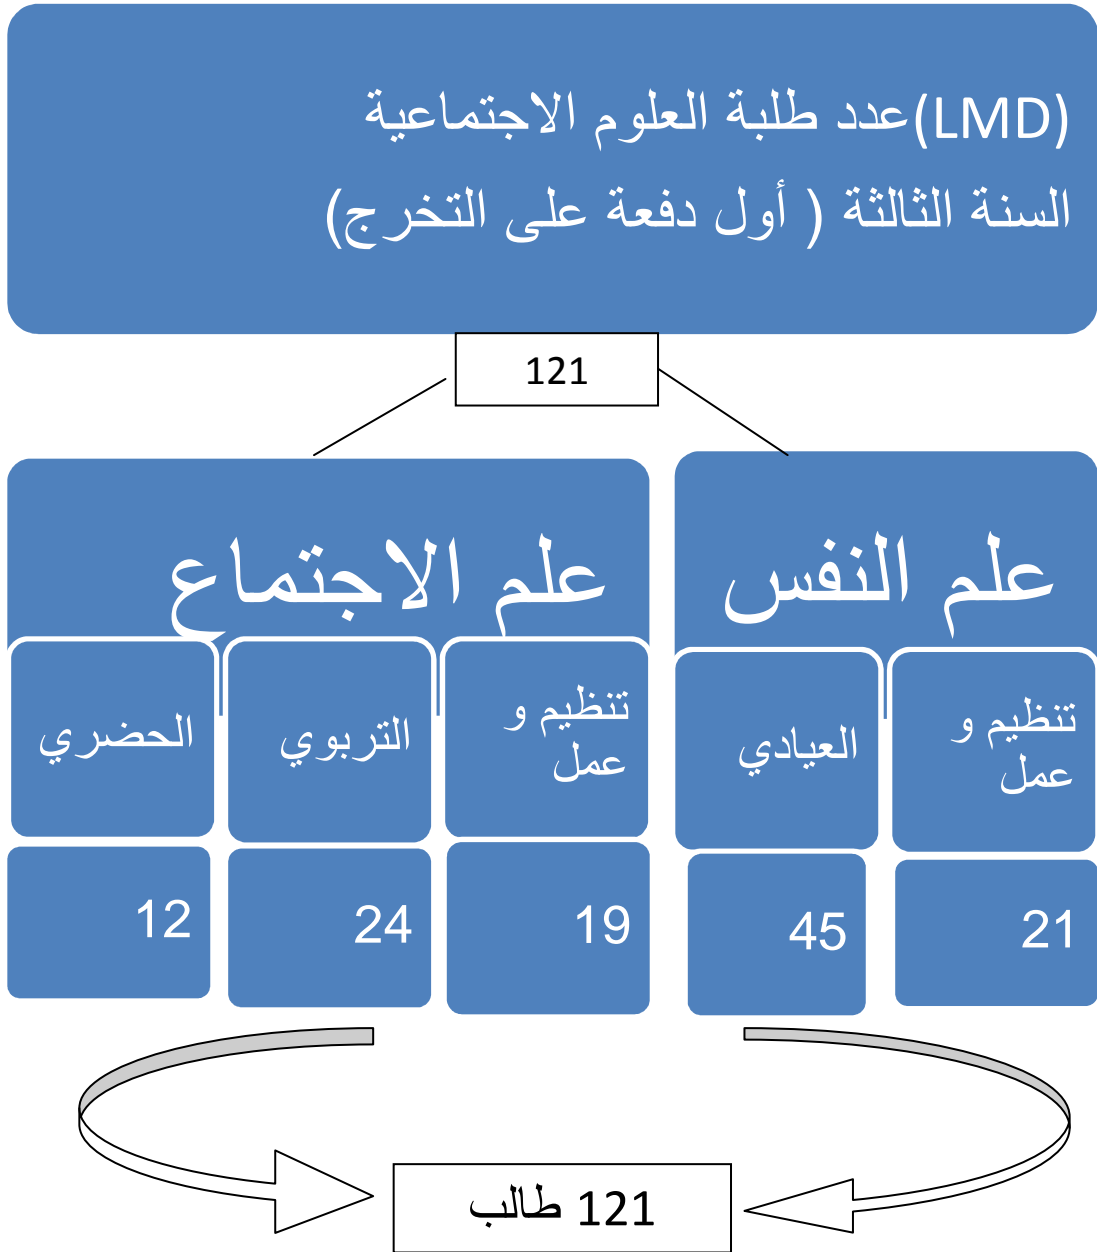 (LMD)عدد طلبة العلوم الاجتماعية
السنة الثالثة ( أول دفعة على التخرج)
121
علم النفس
علم الاجتماع
تنظيم و
عمل
العيادي
تنظيم و
عمل
التربوي
الحضري
21
45
19
24
12
121 طالب